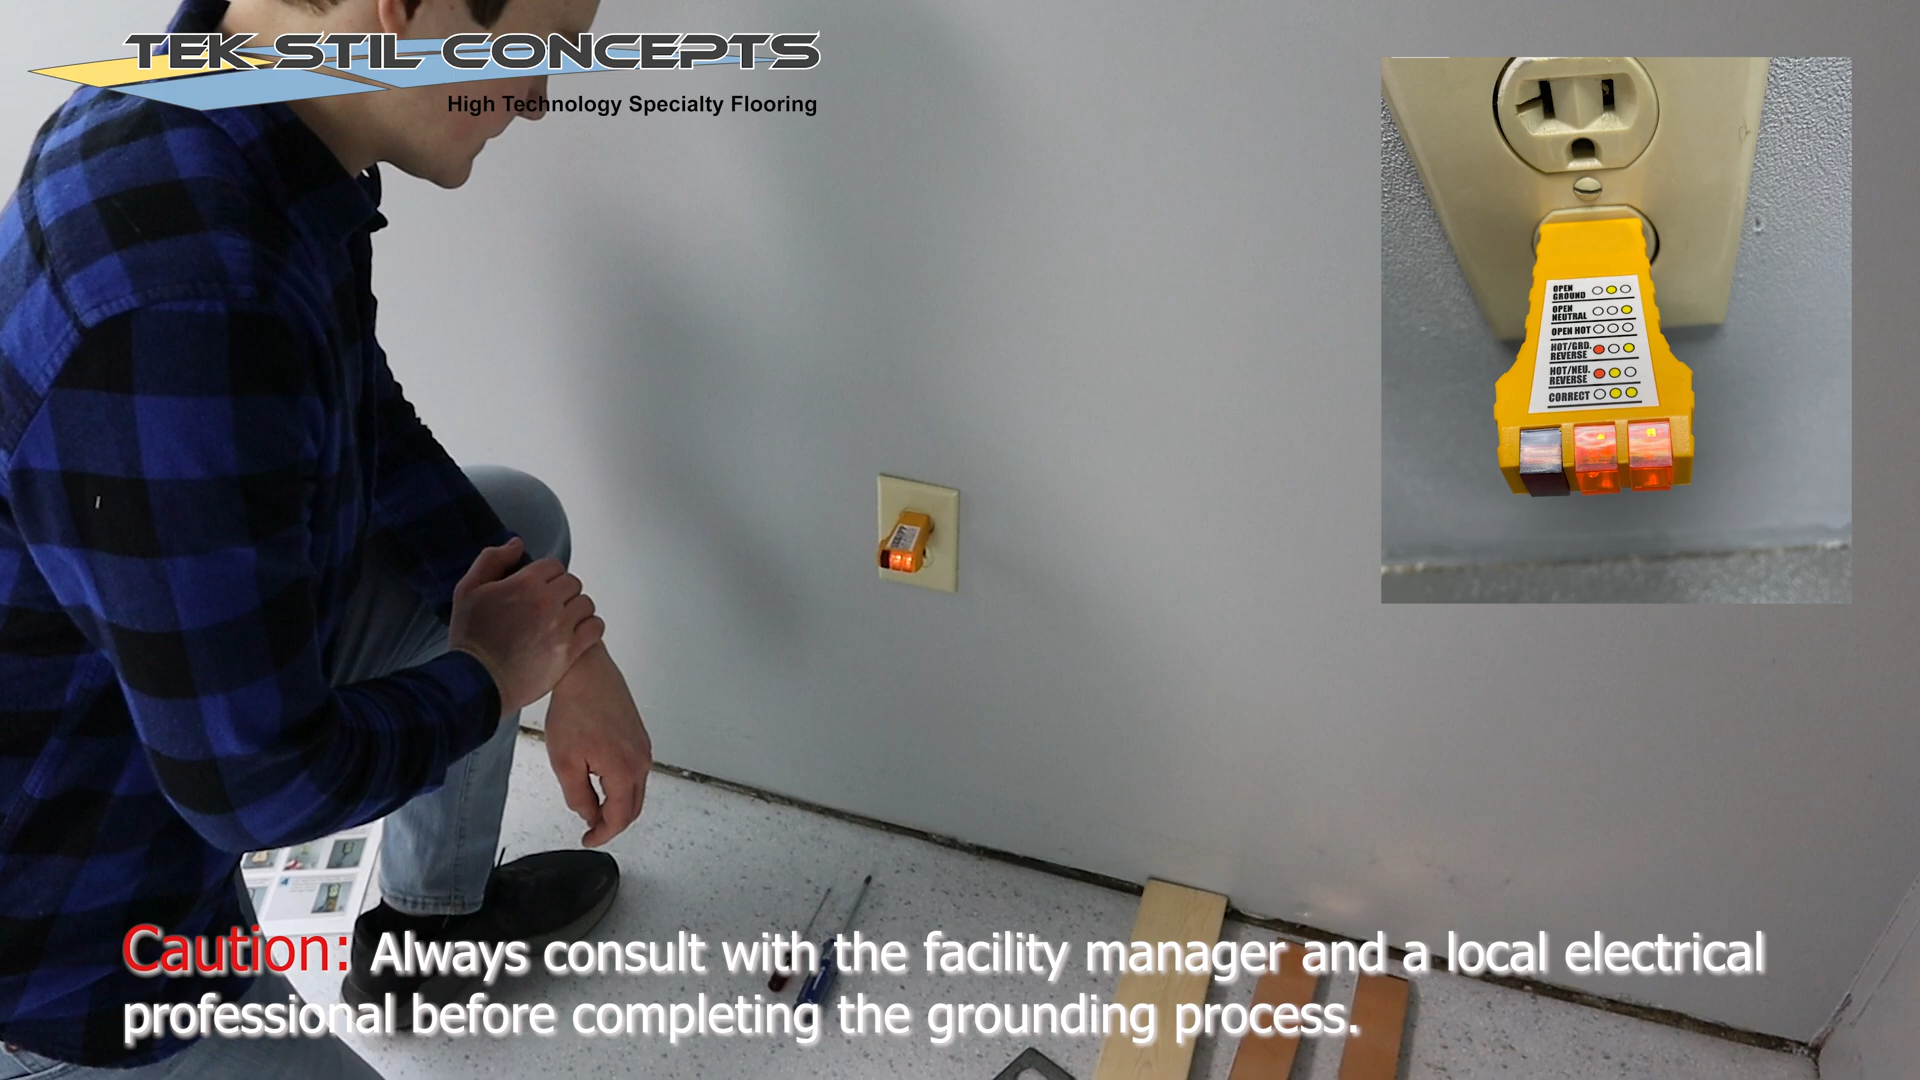 TEK STIL CONCEPTS
High Technology Specialty Flooring
OPEN
GROUND
OPEN
NEUTRAL
OPEN HOT
HOT/GRD.
REVERSE
HOT/NEU.
REVERSE
CORRECT
Caution: Always consult with the facility manager and a local electrical
professional before completing the grounding process.